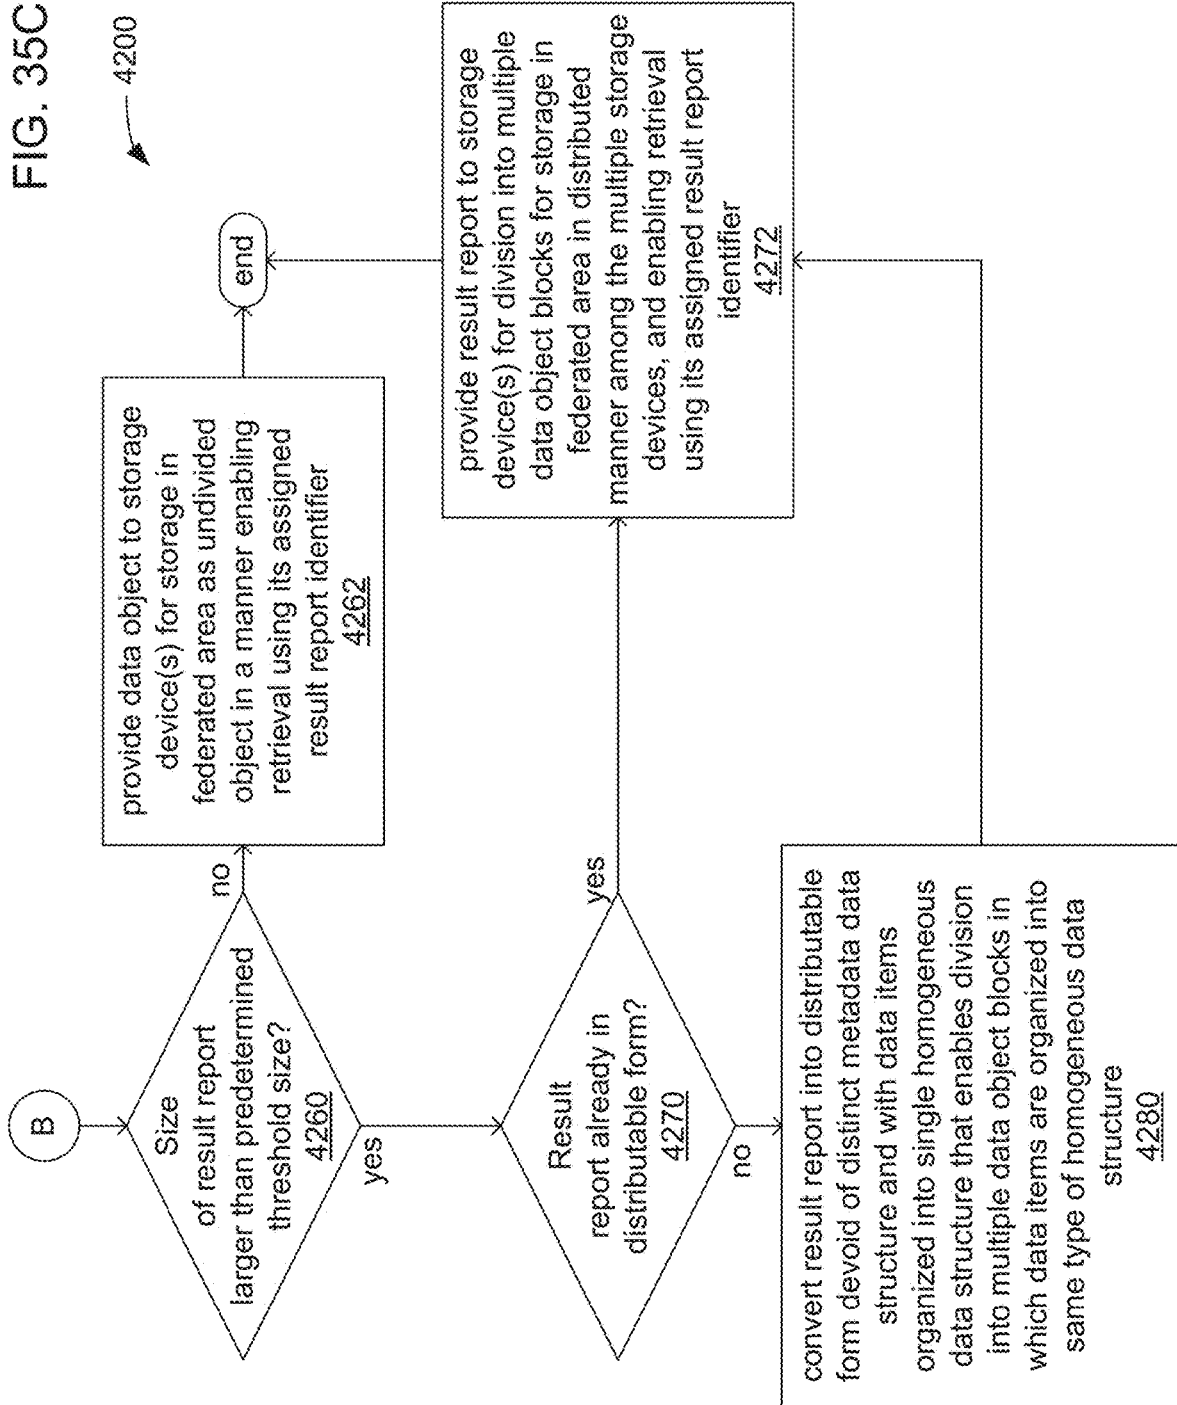 FIG. 35C
4200
B
Size
of result report
larger than predetermined
threshold size?
4260
no
yes
provide data object to storage
device(s) for storage in
federated area as undivided
object in a manner enabling
retrieval using its assigned
result report identifier
4262
end
Result
report already in
distributable form?
4270
yes
no
provide result report to storage
device(s) for division into multiple
data object blocks for storage in
federated area in distributed
manner among the multiple storage
devices, and enabling retrieval
using its assigned result report
identifier
4272
convert result report into distributable
form devoid of distinct metadata data
structure and with data items
organized into single homogeneous
data structure that enables division
into multiple data object blocks in
which data items are organized into
same type of homogeneous data
structure
4280